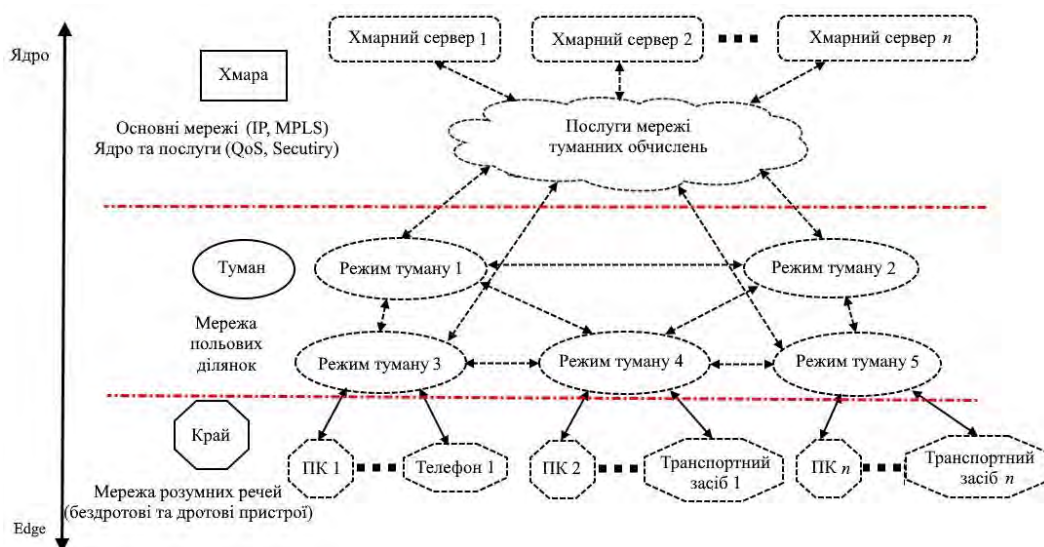 Ядро
Хмарний сервер 1
Хмарний сервер 2
Хмарний сервер n
Хмара
Основні мережі (IP, MPLS)
Ядро та послуги (QoS, Secutiry)
Послуги мережі
туманних обчислень
Туман
Режим туману 1
Режим туману 2
Мережа
польових
ділянок
Режим туману 3
Режим туману 4
Режим туману 5
Край
ПК 1
Телефон 1
ПК 2
Транспортний
засіб 1
ПК n
Транспортний
засіб n
Мережа розумних речей
(бездротові та дротові пристрої)
Edge